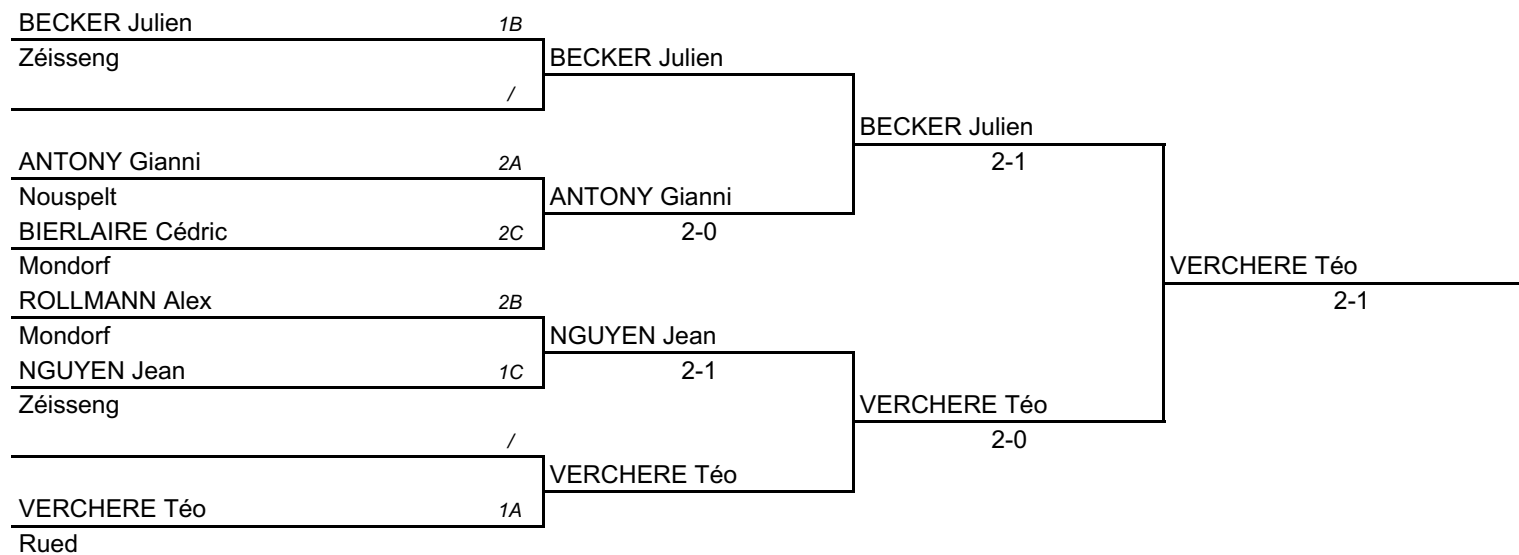 BECKER Julien 1B
Zéisseng
BECKER Julien
/
BECKER Julien
ANTONY Gianni 2A
2-1
Nouspelt
ANTONY Gianni
BIERLAIRE Cédric 2C
2-0
Mondorf
VERCHERE Téo
ROLLMANN Alex 2B
2-1
Mondorf
NGUYEN Jean
NGUYEN Jean 1C
2-1
Zéisseng
VERCHERE Téo
/
2-0
VERCHERE Téo
VERCHERE Téo 1A
Rued